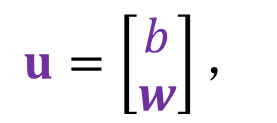 u = [b
w],